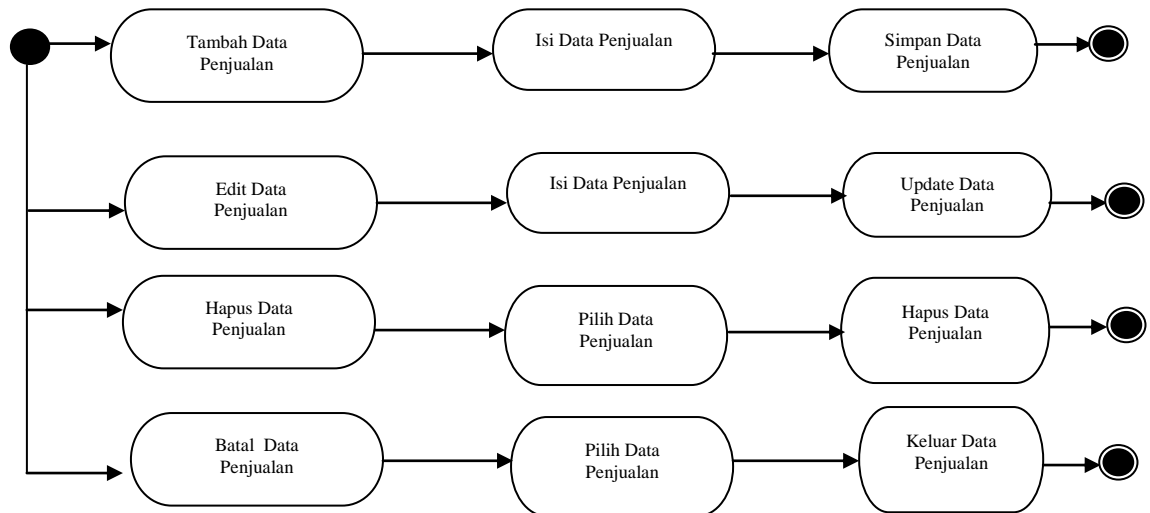 Tambah Data
Penjualan
Isi Data Penjualan
Simpan Data
Penjualan
Edit Data
Penjualan
Isi Data Penjualan
Update Data
Penjualan
Hapus Data
Penjualan
Pilih Data
Penjualan
Hapus Data
Penjualan
Batal Data
Penjualan
Pilih Data
Penjualan
Keluar Data
Penjualan